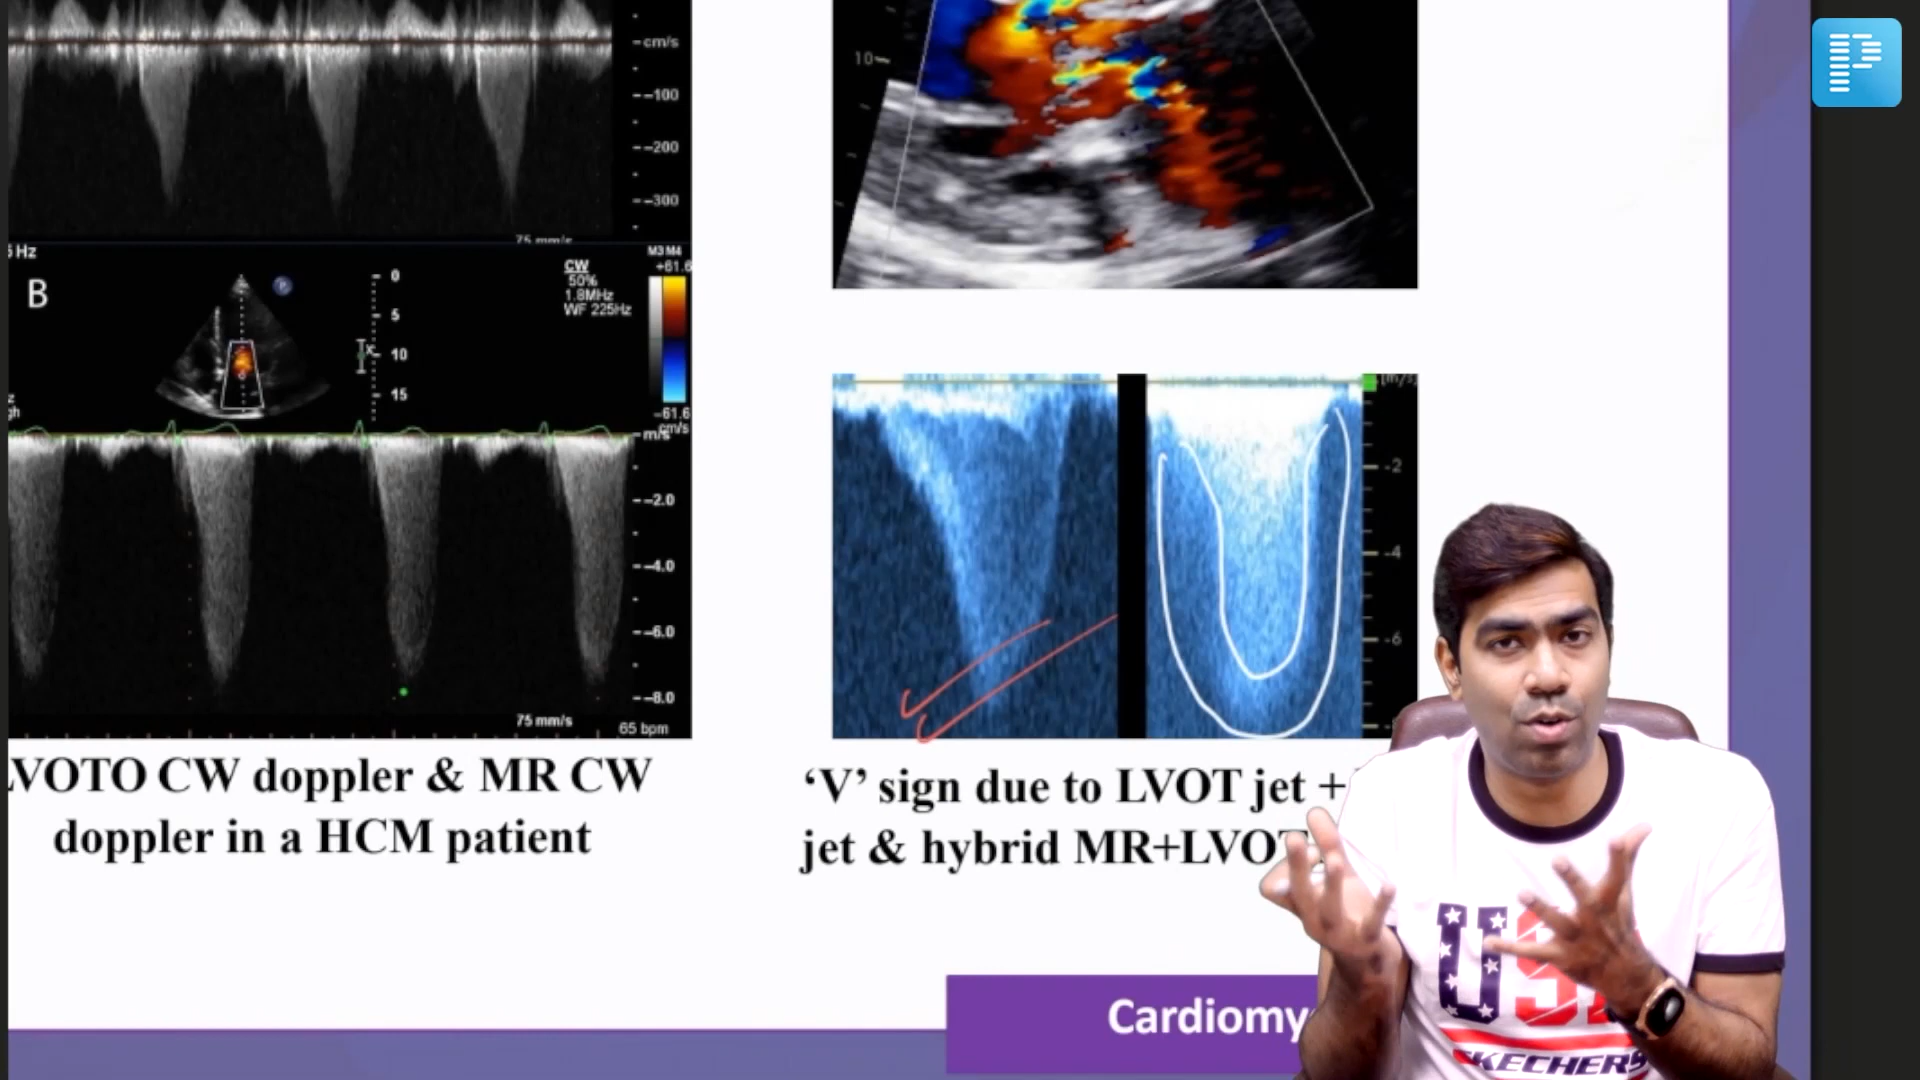 cm/s
-100
-200
-300
75 mm/s
Hz
B
P
0
5
10
15
x
CW
50%
1.8MHz
WF 225Hz
M3 M4
+61.6
-61.6
cm/s
m/s
-2.0
-4.0
-6.0
-8.0
75 mm/s
65 bpm
VOTO CW doppler & MR CW
doppler in a HCM patient
10
[m/s]
-2
-4
-6
‘V’ sign due to LVOT jet +
jet & hybrid MR+LVOT
Cardiomy
P
USA
SKECHERS